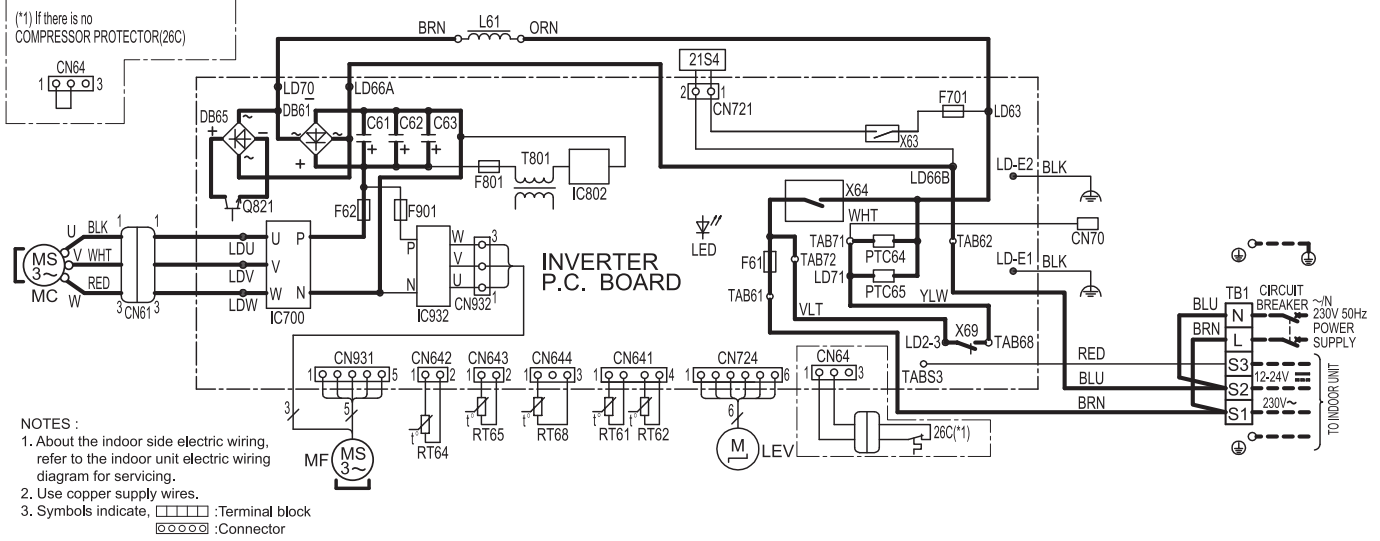 (*1) If there is no
COMPRESSOR PROTECTOR(26C)
CN64
1 3
BRN L61 ORN
LD70 LD66A
DB65 DB61
C61 C62 C63
+ − ~ ~
− ~ ~ +
+ + +
Q821
F801 T801 IC802
F62 F901
21S4
2 1
CN721
F701
LD63
X63
LD66B
LD-E2 BLK
X64
WHT
CN70
LED
TAB71
TAB72
PTC64
TAB62
LD71
PTC65
F61
TAB61
LD-E1 BLK
VLT
YLW
LD2-3 X69 TAB68
U BLK 1 1
V WHT
W RED 3 3
MS
3~
MC
CN61
LDU
LDV
LDW
U P
V
W N
IC700
P W
V
N U
IC932
3
1
CN932
INVERTER
P.C. BOARD
CN931
1 5
CN642
1 2
CN643
1 2
CN644
1 3
CN641
1 4
CN724
1 6
CN64
1 3
TABS3
3
5
6
t° RT64
t° RT65
t° RT68
t° RT61
t° RT62
MF
MS
3~
M
LEV
26C(*1)
BLU
BRN
RED
BLU
BRN
TB1
N
L
S3
S2
S1
CIRCUIT
BREAKER
~/N
230V 50Hz
POWER
SUPPLY
12-24V
230V~
TO INDOOR UNIT
NOTES :
1. About the indoor side electric wiring,
refer to the indoor unit electric wiring
diagram for servicing.
2. Use copper supply wires.
3. Symbols indicate, :Terminal block
:Connector